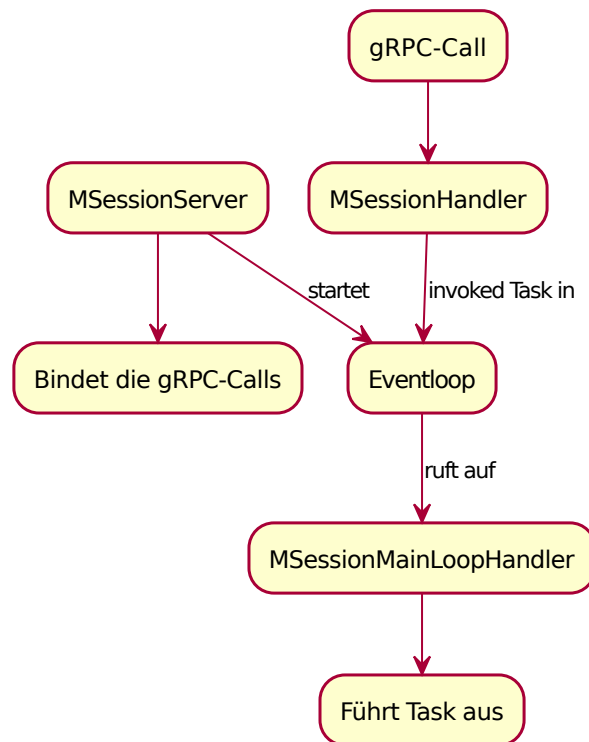 gRPC-Call
MSessionServer
MSessionHandler
startet
invoked Task in
Bindet die gRPC-Calls
Eventloop
ruft auf
MSessionMainLoopHandler
Führt Task aus